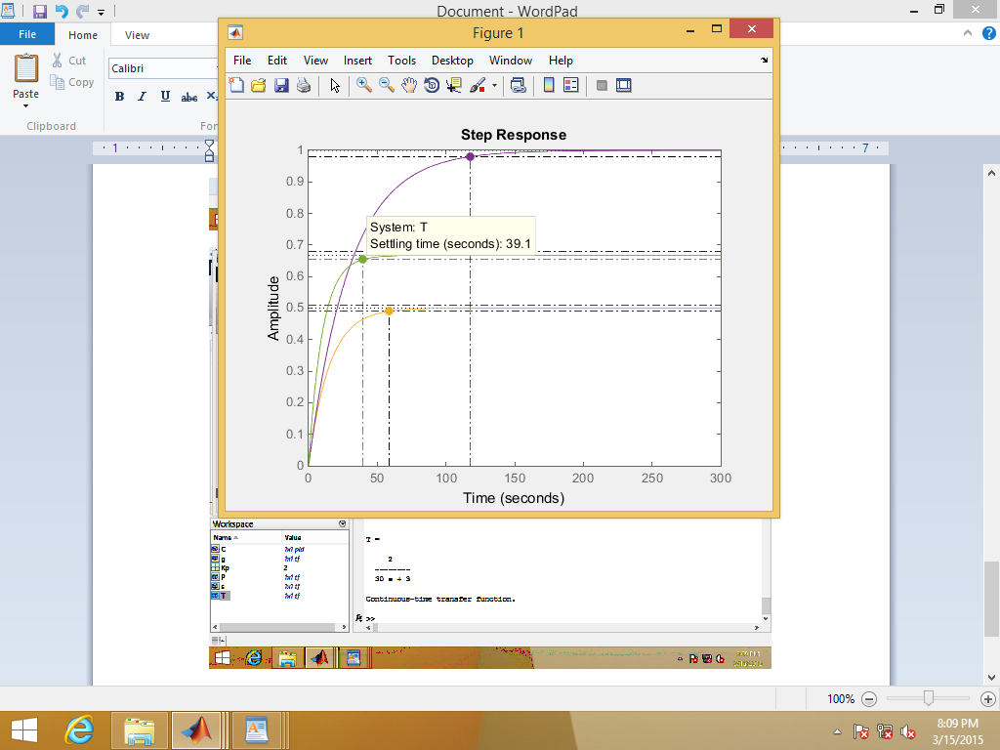 Document - WordPad
File
Home
View
Paste
Cut
Copy
Clipboard
Calibri
B I U abc X
For
1
7
Figure 1
File Edit View Insert Tools Desktop Window Help
Step Response
System: T
Settling time (seconds): 39.1
Amplitude
1
0.9
0.8
0.7
0.6
0.5
0.4
0.3
0.2
0.1
0
0 50 100 150 200 250 300
Time (seconds)
Workspace
Name Value
C 1x1 pid
g 1x1 tf
Kp 2
P 1x1 tf
s 1x1 tf
T 1x1 tf
T =
2
--------
30 s + 3
Continuous-time transfer function.
fx >>
100%
8:09 PM
3/15/2015